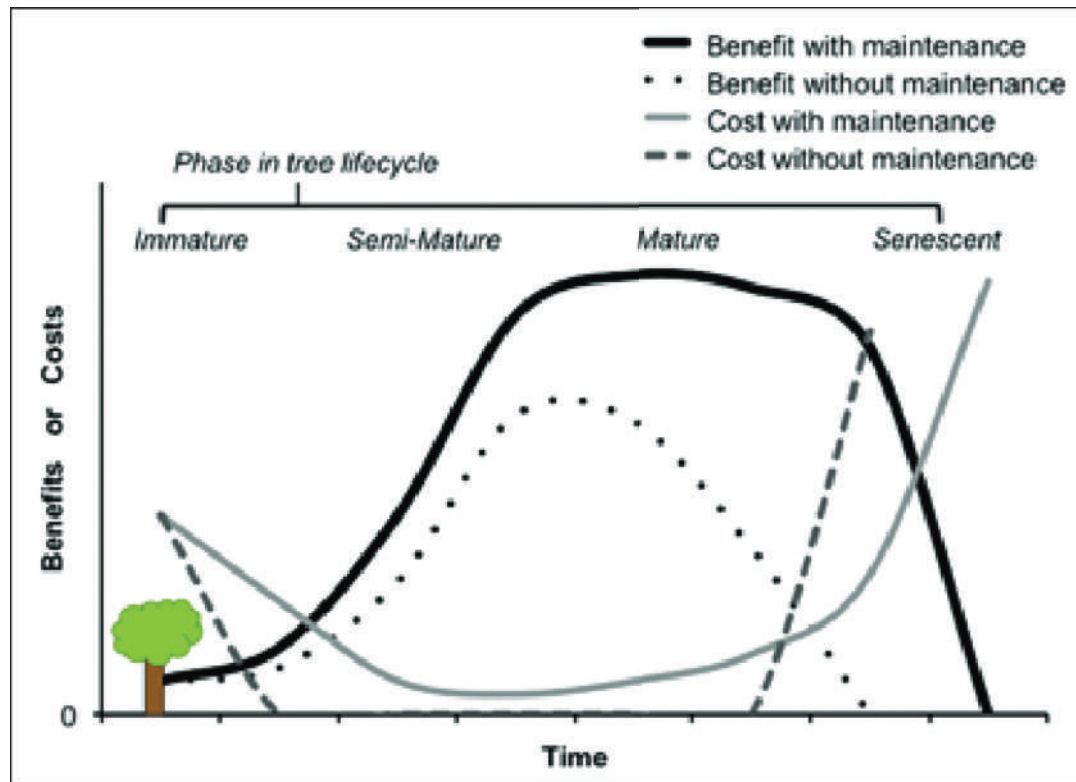 Benefit with maintenance
Benefit without maintenance
Cost with maintenance
Cost without maintenance
Phase in tree lifecycle
Immature Semi-Mature Mature Senescent
Benefits or Costs
0
Time